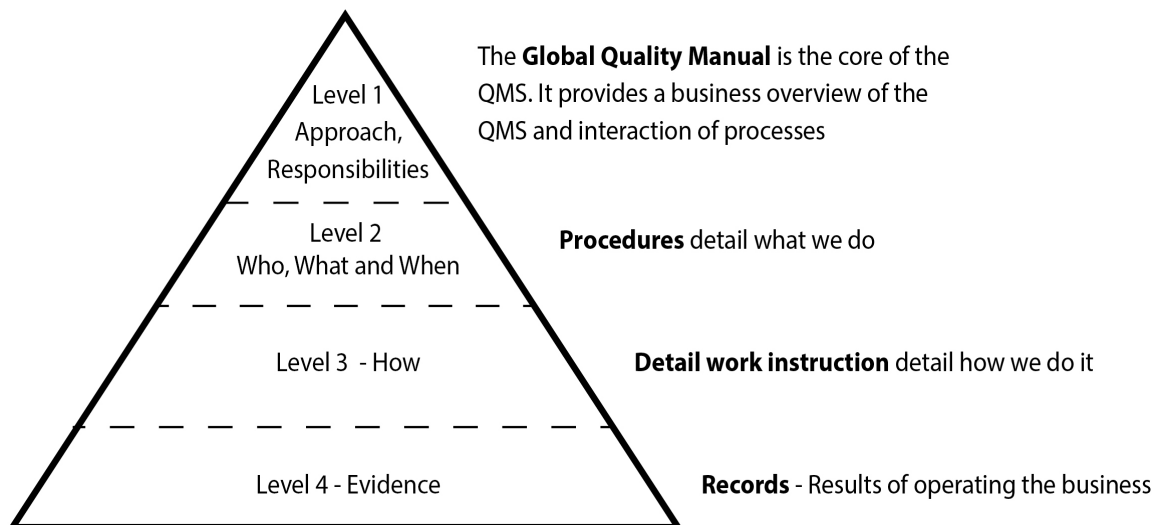 Level 1
Approach,
Responsibilities
The Global Quality Manual is the core of the
QMS. It provides a business overview of the
QMS and interaction of processes
Level 2
Who, What and When
Procedures detail what we do
Level 3 - How
Detail work instruction detail how we do it
Level 4 - Evidence
Records - Results of operating the business